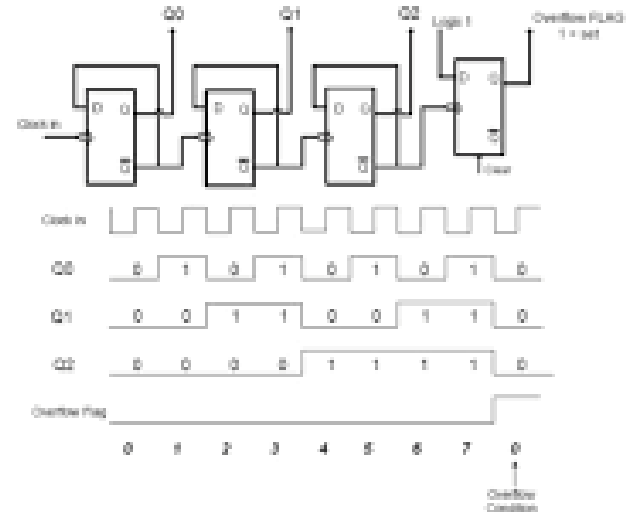 Q0 Q1 Q2 Logic 1 Overflow FLAG
1 = set
D Q D Q D Q D Q
Clock in
Q Q Q Q
Clear
Clock in
Q0 0 1 0 1 0 1 0 1 0
Q1 0 0 1 1 0 0 1 1 0
Q2 0 0 0 0 1 1 1 1 0
Overflow Flag
0 1 2 3 4 5 6 7 0
Overflow
Condition